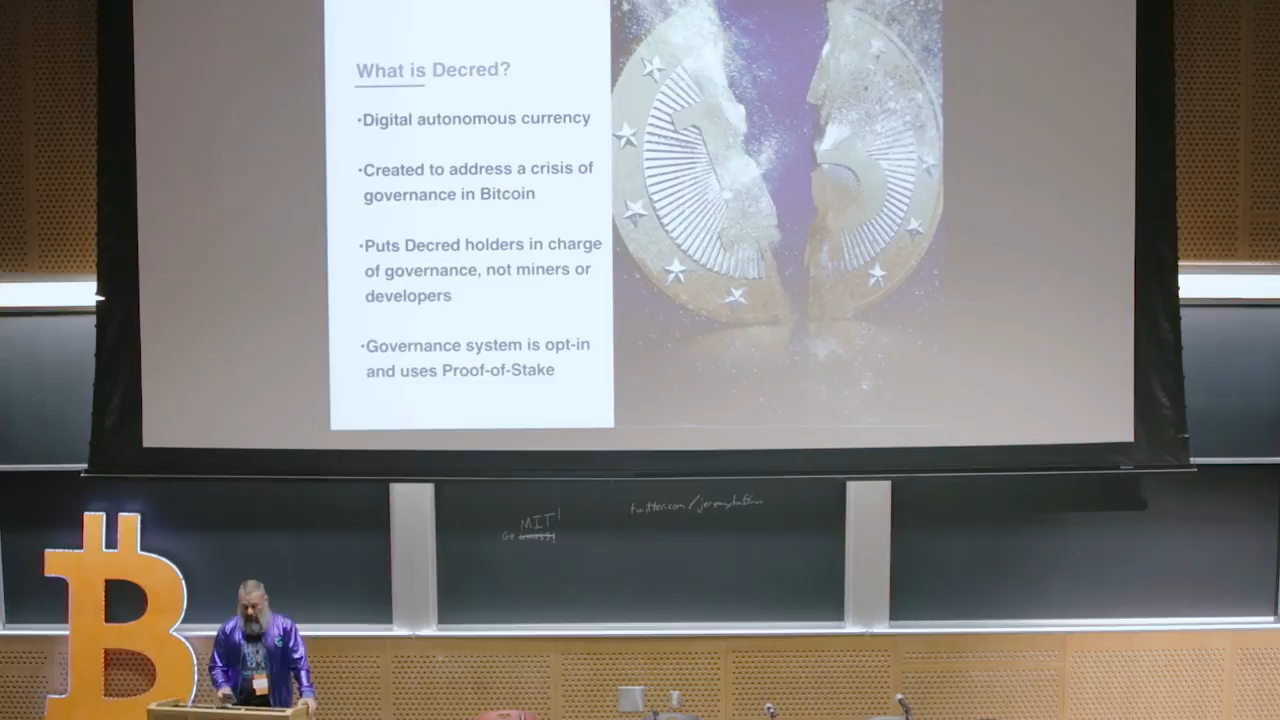 What is Decred?
•Digital autonomous currency
•Created to address a crisis of
governance in Bitcoin
•Puts Decred holders in charge
of governance, not miners or
developers
•Governance system is opt-in
and uses Proof-of-Stake
MIT!
Go